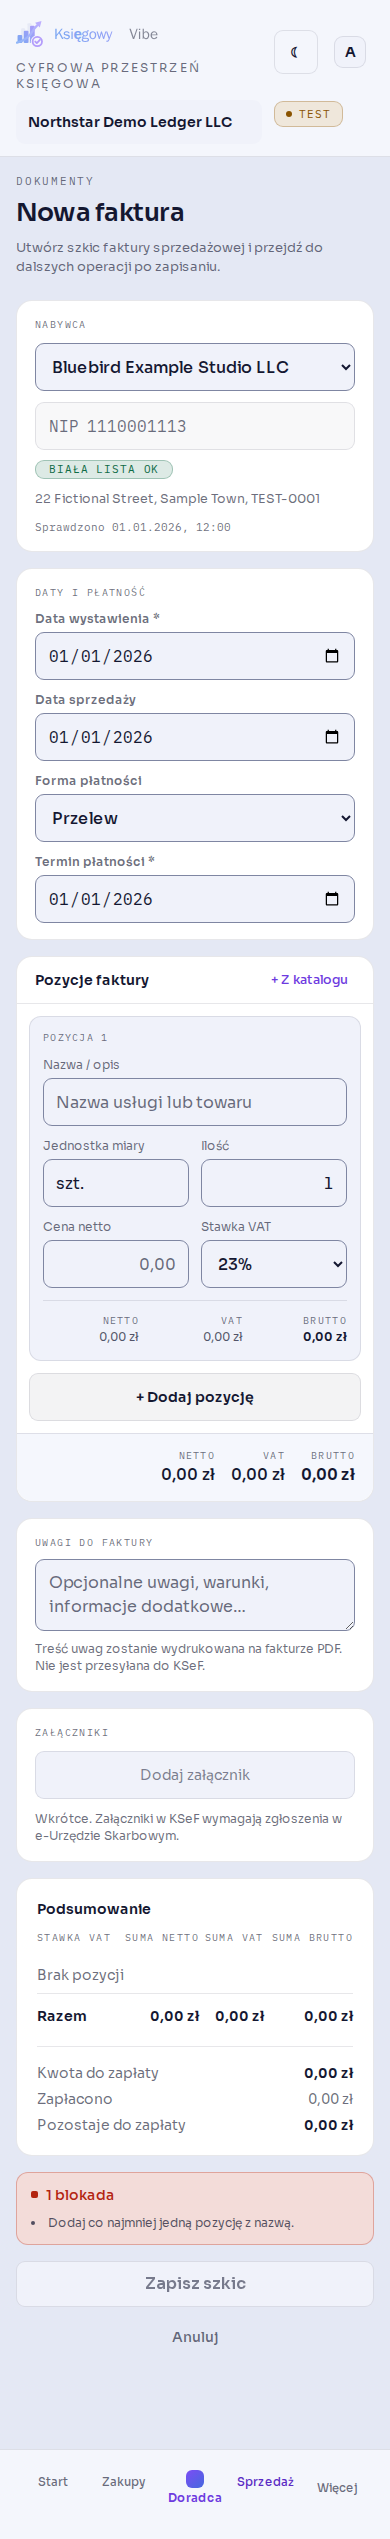 Księgowy Vibe
CYFROWA PRZESTRZEŃ
KSIĘGOWA
☾
A
Northstar Demo Ledger LLC
TEST
DOKUMENTY
Nowa faktura
Utwórz szkic faktury sprzedażowej i przejdź do
dalszych operacji po zapisaniu.
NABYWCA
Bluebird Example Studio LLC
NIP 1110001113
BIAŁA LISTA OK
22 Fictional Street, Sample Town, TEST-0001
Sprawdzono 01.01.2026, 12:00
DATY I PŁATNOŚĆ
Data wystawienia *
01/01/2026
Data sprzedaży
01/01/2026
Forma płatności
Przelew
Termin płatności *
01/01/2026
Pozycje faktury
+ Z katalogu
POZYCJA 1
Nazwa / opis
Nazwa usługi lub towaru
Jednostka miary Ilość
szt. 1
Cena netto Stawka VAT
0,00 23%
NETTO VAT BRUTTO
0,00 zł 0,00 zł 0,00 zł
+ Dodaj pozycję
NETTO VAT BRUTTO
0,00 zł 0,00 zł 0,00 zł
UWAGI DO FAKTURY
Opcjonalne uwagi, warunki,
informacje dodatkowe...
Treść uwag zostanie wydrukowana na fakturze PDF.
Nie jest przesyłana do KSeF.
ZAŁĄCZNIKI
Dodaj załącznik
Wkrótce. Załączniki w KSeF wymagają zgłoszenia w
e-Urzędzie Skarbowym.
Podsumowanie
STAWKA VAT SUMA NETTO SUMA VAT SUMA BRUTTO
Brak pozycji
Razem 0,00 zł 0,00 zł 0,00 zł
Kwota do zapłaty 0,00 zł
Zapłacono 0,00 zł
Pozostaje do zapłaty 0,00 zł
1 blokada
• Dodaj co najmniej jedną pozycję z nazwą.
Zapisz szkic
Anuluj
Start Zakupy Doradca Sprzedaż Więcej